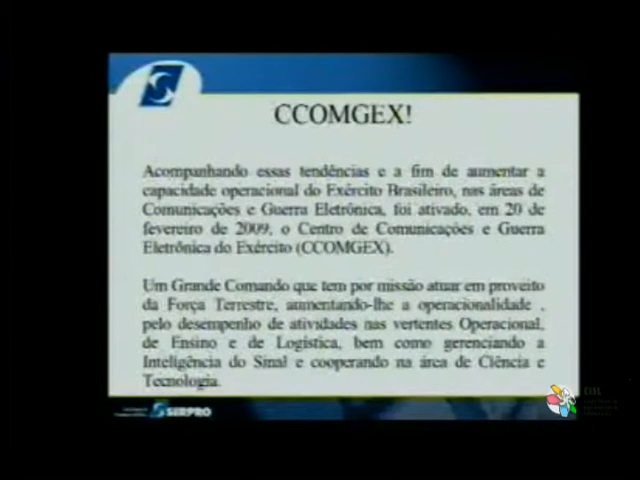 CCOMGEX!
Acompanhando essas tendências e a fim de aumentar a
capacidade operacional do Exército Brasileiro, nas áreas de
Comunicações e Guerra Eletrônica, foi ativado, em 20 de
fevereiro de 2009, o Centro de Comunicações e Guerra
Eletrônica do Exército (CCOMGEX).
Um Grande Comando que tem por missão atuar em proveito
da Força Terrestre, aumentando-lhe a operacionalidade ,
pelo desempenho de atividades nas vertentes Operacional,
de Ensino e de Logística, bem como gerenciando a
Inteligência do Sinal e cooperando na área de Ciência e
Tecnologia.
SERPRO